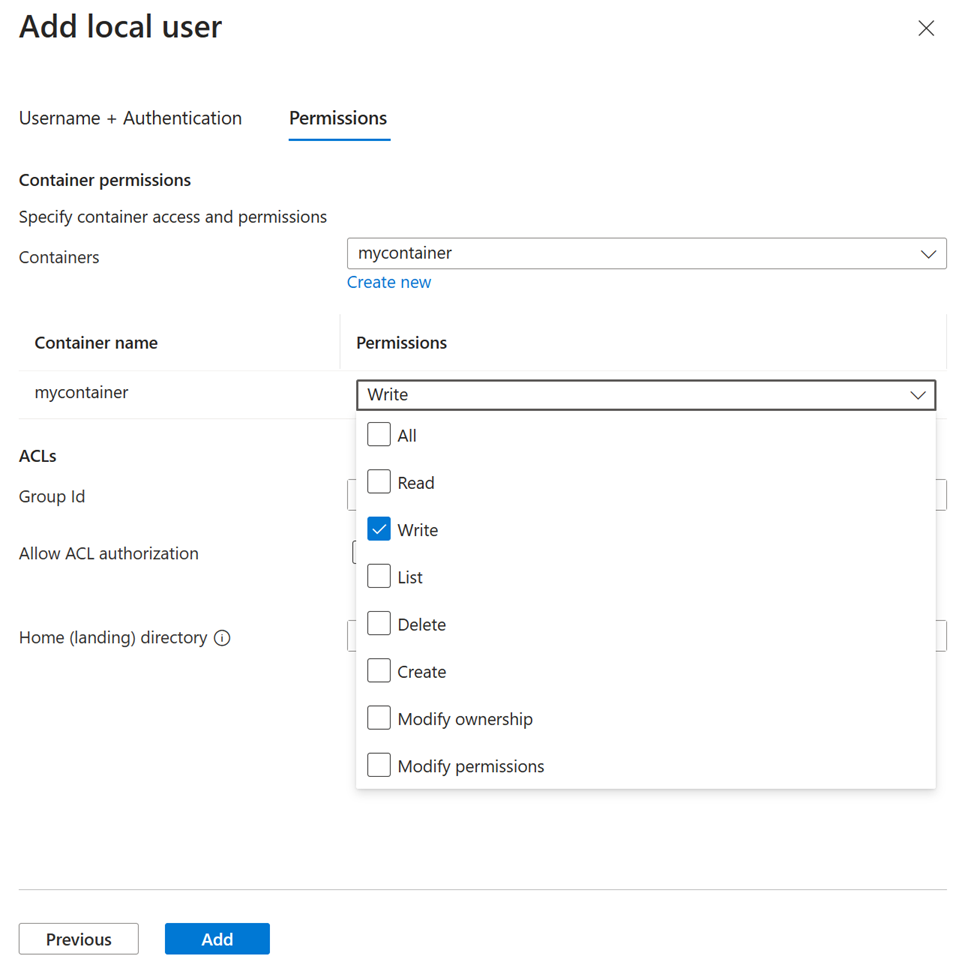 Add local user
Username + Authentication Permissions
Container permissions
Specify container access and permissions
Containers mycontainer
Create new
Container name Permissions
mycontainer Write
All
ACLs
Read
Group Id
Write
Allow ACL authorization
List
Delete
Home (landing) directory
Create
Modify ownership
Modify permissions
Previous Add